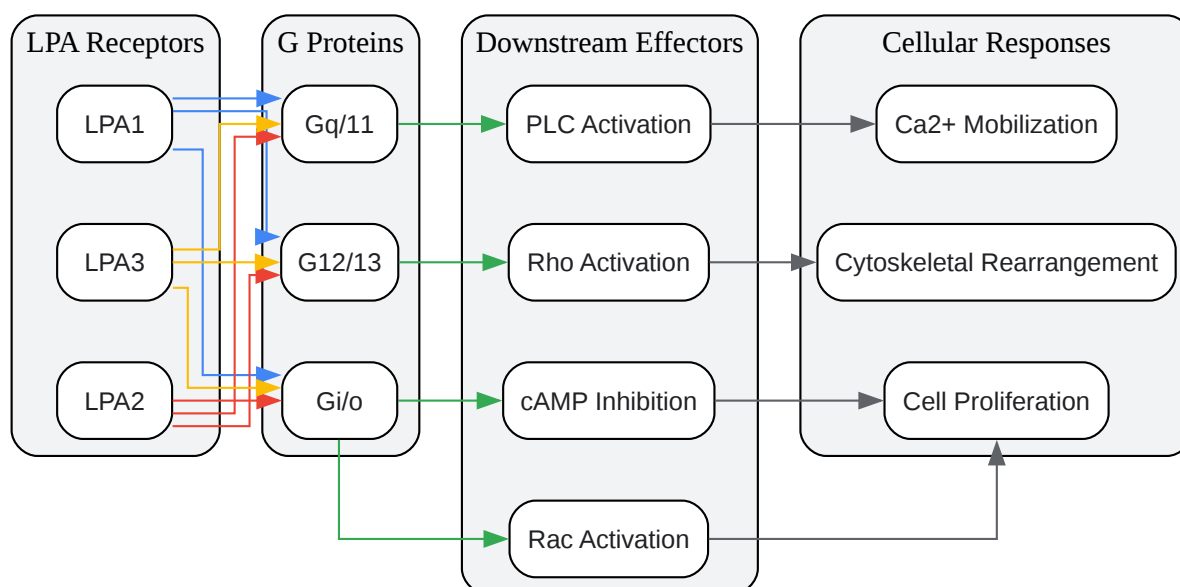 LPA Receptors
G Proteins
Downstream Effectors
Cellular Responses
LPA1
Gq/11
PLC Activation
Ca2+ Mobilization
LPA3
G12/13
Rho Activation
Cytoskeletal Rearrangement
LPA2
Gi/o
cAMP Inhibition
Cell Proliferation
Rac Activation